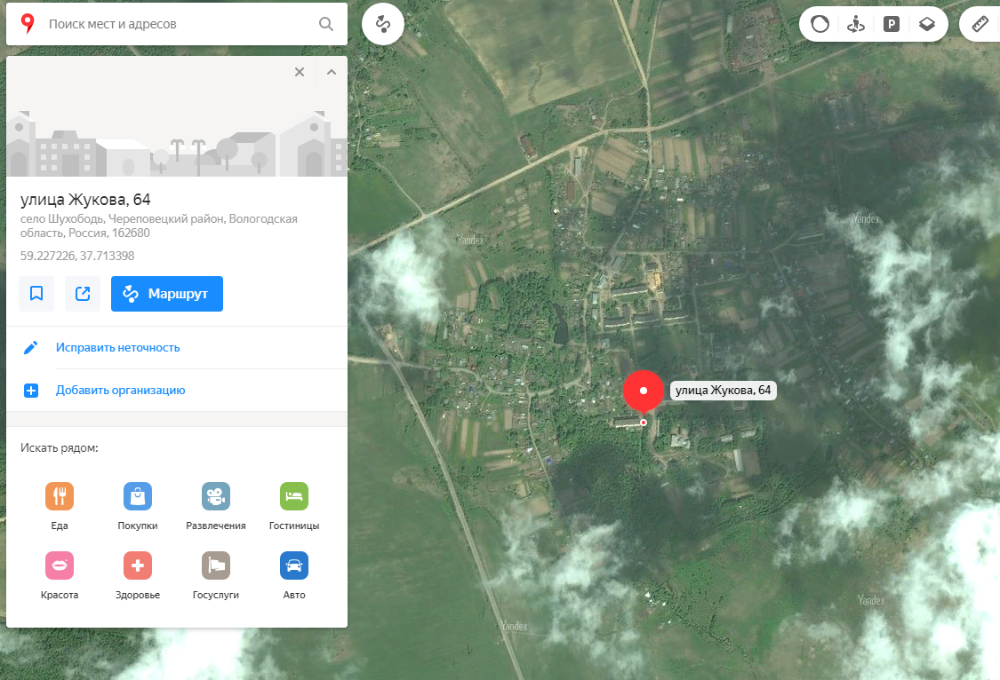 Поиск мест и адресов
P
улица Жукова, 64
село Шухободь, Череповецкий район, Вологодская
область, Россия, 162680
59.227226, 37.713398
Маршрут
Исправить неточность
Добавить организацию
Искать рядом:
Еда
Покупки
Развлечения
Гостиницы
Красота
Здоровье
Госуслуги
Авто
Yandex
Yandex
улица Жукова, 64
Yandex
Yandex